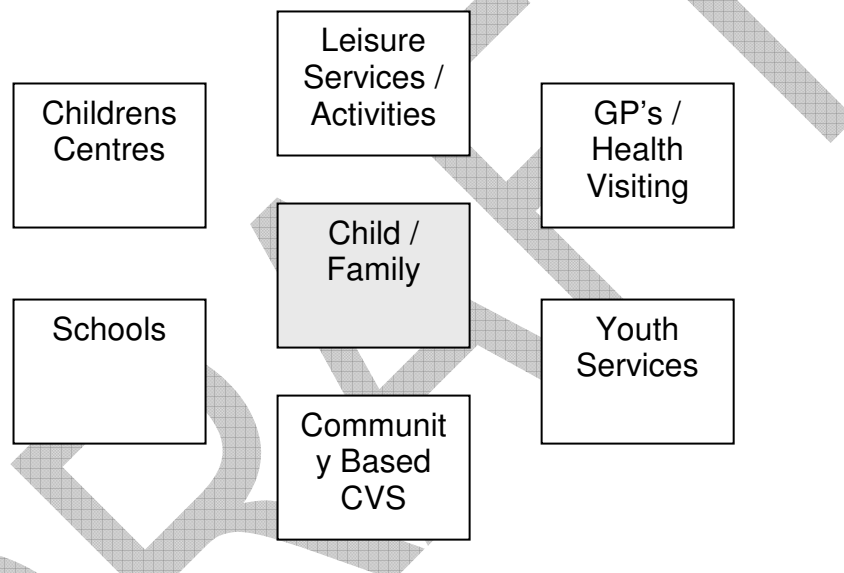 Leisure
Services /
Activities
Childrens
Centres
GP's /
Health
Visiting
Child /
Family
Schools
Youth
Services
Communit
y Based
CVS